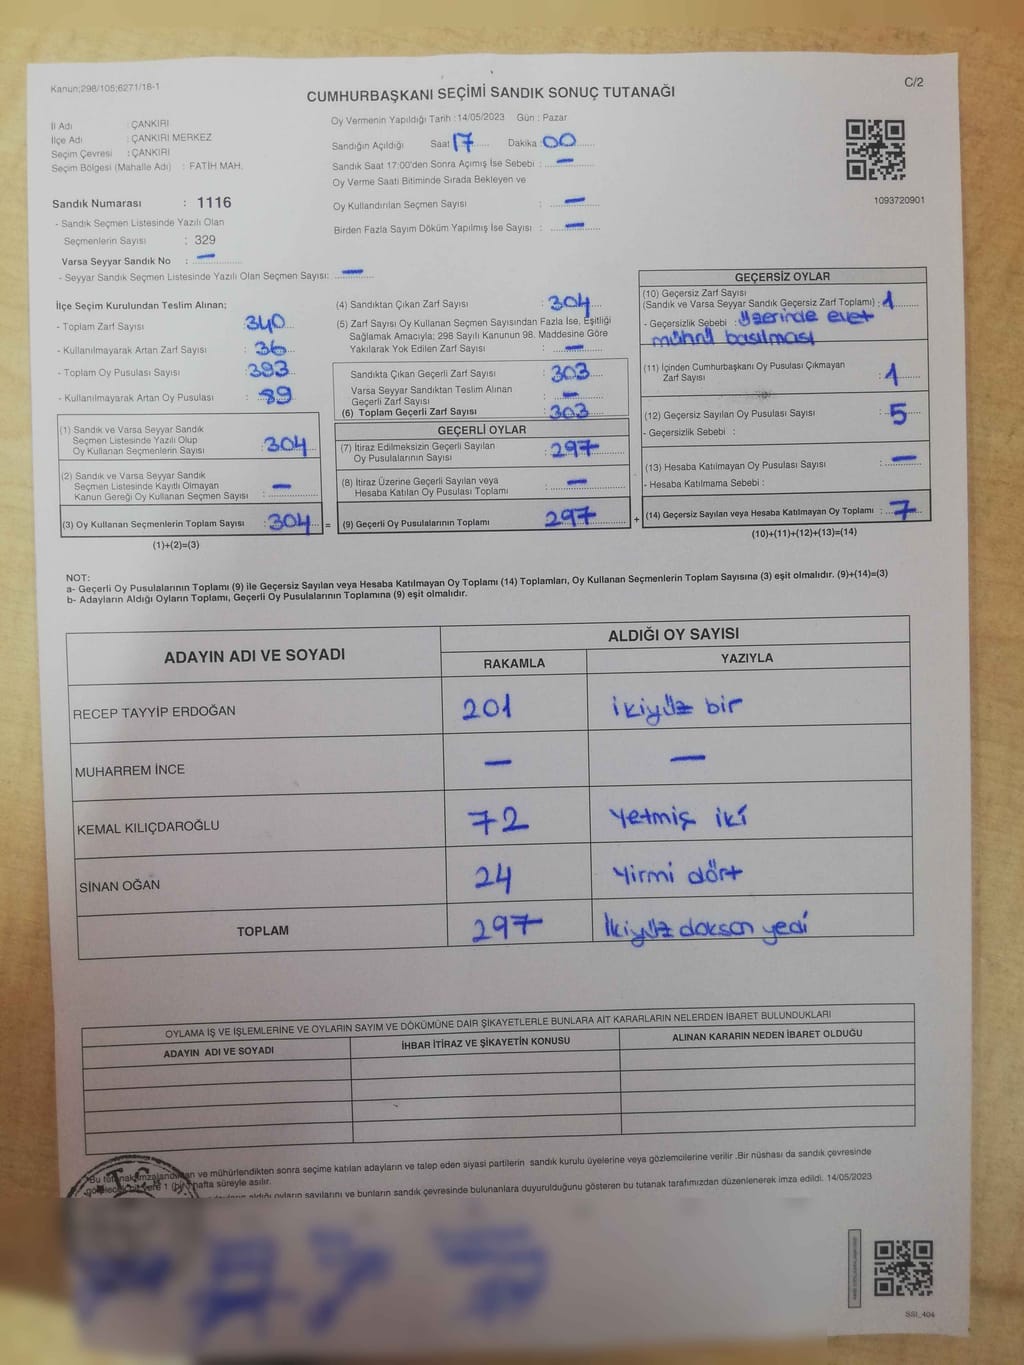 Kanun:298/105;6271/18-1
C/2
CUMHURBAŞKANI SEÇİMİ SANDIK SONUÇ TUTANAĞI
İl Adı : ÇANKIRI
İlçe Adı : ÇANKIRI MERKEZ
Seçim Çevresi : ÇANKIRI
Seçim Bölgesi (Mahalle Adı) : FATİH MAH.
Oy Vermenin Yapıldığı Tarih :14/05/2023 Gün : Pazar
Sandığın Açıldığı Saat 17 Dakika : 00
Sandık Saat 17:00'den Sonra Açımış İse Sebebi : —
Oy Verme Saati Bitiminde Sırada Bekleyen ve
Oy Kullandırılan Seçmen Sayısı : —
Birden Fazla Sayım Döküm Yapılmış İse Sayısı : —
1093720901
Sandık Numarası : 1116
- Sandık Seçmen Listesinde Yazılı Olan
Seçmenlerin Sayısı : 329
Varsa Seyyar Sandık No : —
- Seyyar Sandık Seçmen Listesinde Yazılı Olan Seçmen Sayısı: —
İlçe Seçim Kurulundan Teslim Alınan;
- Toplam Zarf Sayısı : 340
- Kullanılmayarak Artan Zarf Sayısı : 36
- Toplam Oy Pusulası Sayısı : 393
- Kullanılmayarak Artan Oy Pusulası : 89
(1) Sandık ve Varsa Seyyar Sandık
Seçmen Listesinde Yazılı Olup
Oy Kullanan Seçmenlerin Sayısı : 304
(2) Sandık ve Varsa Seyyar Sandık
Seçmen Listesinde Kayıtlı Olmayan
Kanun Gereği Oy Kullanan Seçmen Sayısı : —
(3) Oy Kullanan Seçmenlerin Toplam Sayısı : 304
(1)+(2)=(3)
=
(4) Sandıktan Çıkan Zarf Sayısı : 304
(5) Zarf Sayısı Oy Kullanan Seçmen Sayısından Fazla İse, Eşitliği
Sağlamak Amacıyla; 298 Sayılı Kanunun 98. Maddesine Göre
Yakılarak Yok Edilen Zarf Sayısı : —
Sandıkta Çıkan Geçerli Zarf Sayısı : 303
Varsa Seyyar Sandıktan Teslim Alınan
Geçerli Zarf Sayısı : —
(6) Toplam Geçerli Zarf Sayısı : 303
GEÇERLİ OYLAR
(7) İtiraz Edilmeksizin Geçerli Sayılan
Oy Pusulalarının Sayısı : 297
(8) İtiraz Üzerine Geçerli Sayılan veya
Hesaba Katılan Oy Pusulası Toplamı : —
(9) Geçerli Oy Pusulalarının Toplamı 297
+
GEÇERSİZ OYLAR
(10) Geçersiz Zarf Sayısı
(Sandık ve Varsa Seyyar Sandık Geçersiz Zarf Toplamı) : 1
- Geçersizlik Sebebi : üzerinde evet
mührü basılması
(11) İçinden Cumhurbaşkanı Oy Pusulası Çıkmayan
Zarf Sayısı : 1
(12) Geçersiz Sayılan Oy Pusulası Sayısı : 5
- Geçersizlik Sebebi :
(13) Hesaba Katılmayan Oy Pusulası Sayısı : —
- Hesaba Katılmama Sebebi :
(14) Geçersiz Sayılan veya Hesaba Katılmayan Oy Toplamı : 7
(10)+(11)+(12)+(13)=(14)
NOT:
a- Geçerli Oy Pusulalarının Toplamı (9) ile Geçersiz Sayılan veya Hesaba Katılmayan Oy Toplamı (14) Toplamları, Oy Kullanan Seçmenlerin Toplam Sayısına (3) eşit olmalıdır. (9)+(14)=(3)
b- Adayların Aldığı Oyların Toplamı, Geçerli Oy Pusulalarının Toplamına (9) eşit olmalıdır.
ADAYIN ADI VE SOYADI
ALDIĞI OY SAYISI
RAKAMLA YAZIYLA
RECEP TAYYİP ERDOĞAN 201 ikiyüz bir
MUHARREM İNCE — —
KEMAL KILIÇDAROĞLU 72 Yetmiş iki
SİNAN OĞAN 24 Yirmi dört
TOPLAM 297 İkiyüz doksan yedi
OYLAMA İŞ VE İŞLEMLERİNE VE OYLARIN SAYIM VE DÖKÜMÜNE DAİR ŞİKAYETLERLE BUNLARA AİT KARARLARIN NELERDEN İBARET BULUNDUKLARI
ADAYIN ADI VE SOYADI İHBAR İTİRAZ VE ŞİKAYETİN KONUSU ALINAN KARARIN NEDEN İBARET OLDUĞU
ve mühürlendikten sonra seçime katılan adayların ve talep eden siyasi partilerin sandık kurulu üyelerine veya gözlemcilerine verilir .Bir nüshası da sandık çevresinde
hafta süreyle asılır.
aldığı oyların sayılarını ve bunların sandık çevresinde bulunanlara duyurulduğunu gösteren bu tutanak tarafımızdan düzenlenerek imza edildi. 14/05/2023
T.C.
SSI_404